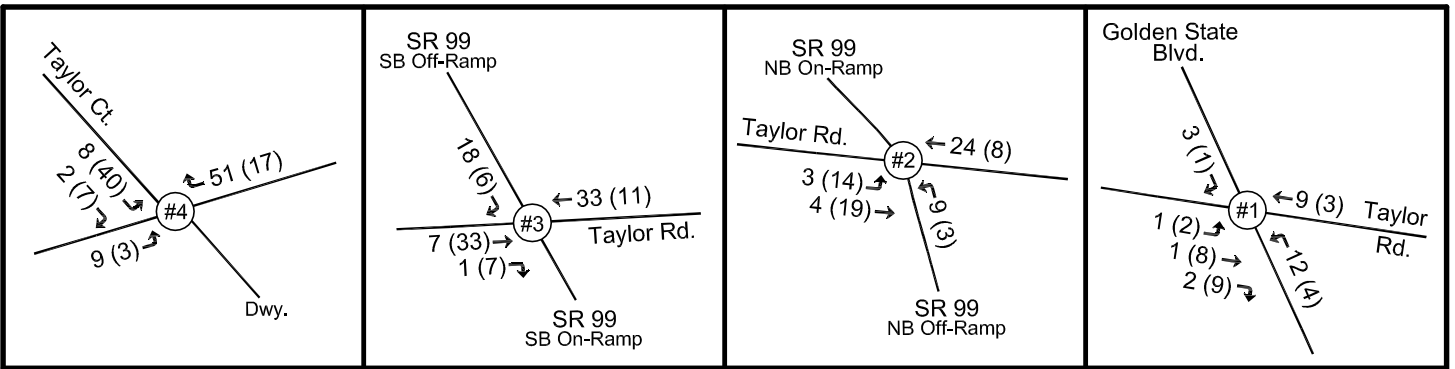 Taylor Ct.
8 (40)
2 (7)
51 (17)
#4
9 (3)
Dwy.
SR 99
SB Off-Ramp
18 (6)
33 (11)
#3
Taylor Rd.
7 (33)
1 (7)
SR 99
SB On-Ramp
SR 99
NB On-Ramp
Taylor Rd.
24 (8)
#2
3 (14)
4 (19)
9 (3)
SR 99
NB Off-Ramp
Golden State
Blvd.
3 (1)
9 (3)
#1
Taylor
Rd.
1 (2)
1 (8)
2 (9)
12 (4)